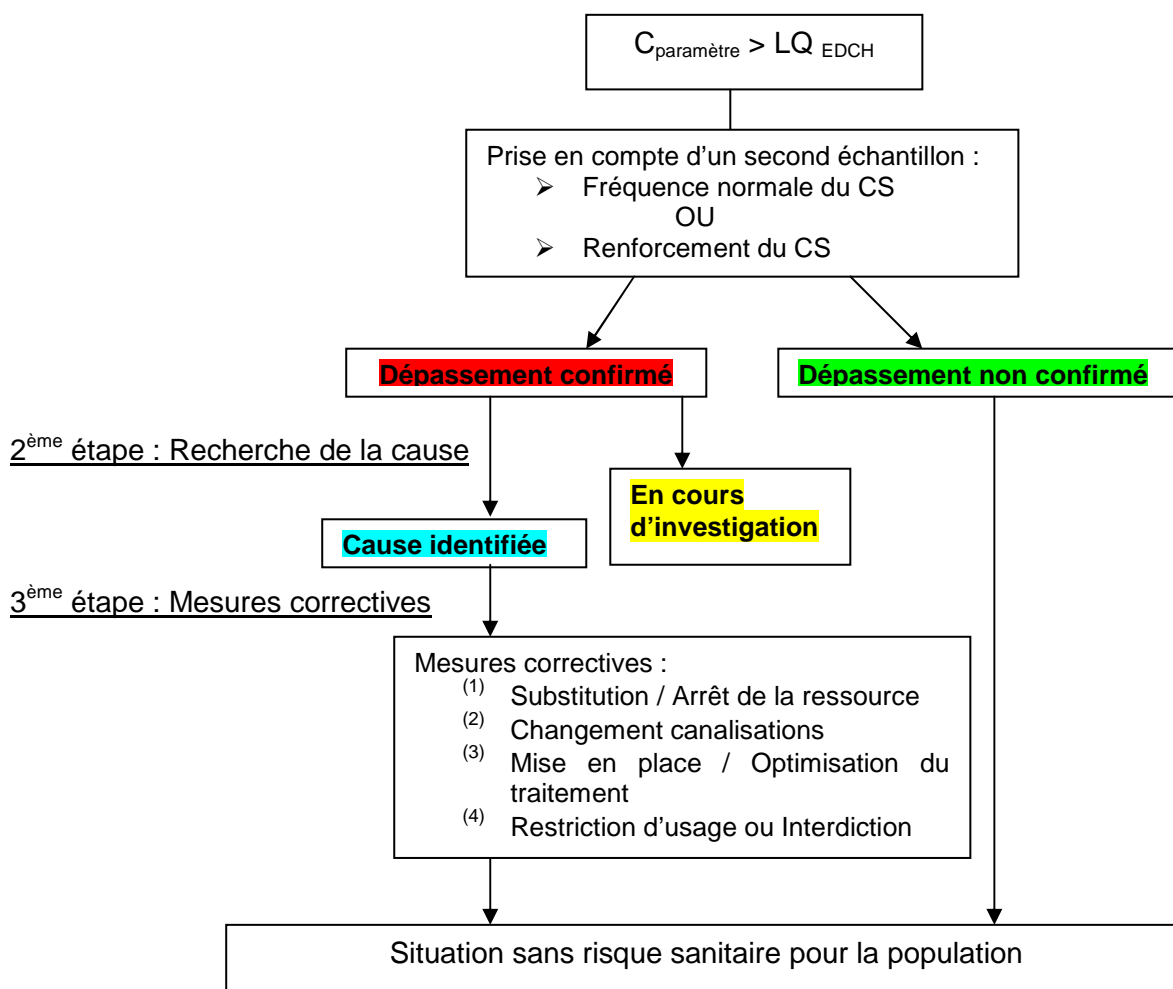 C paramètre > LQ EDCH
Prise en compte d'un second échantillon :
➢ Fréquence normale du CS
OU
➢ Renforcement du CS
Dépassement confirmé
Dépassement non confirmé
2ème étape : Recherche de la cause
En cours
d'investigation
Cause identifiée
3ème étape : Mesures correctives
Mesures correctives :
(1) Substitution / Arrêt de la ressource
(2) Changement canalisations
(3) Mise en place / Optimisation du
traitement
(4) Restriction d'usage ou Interdiction
Situation sans risque sanitaire pour la population